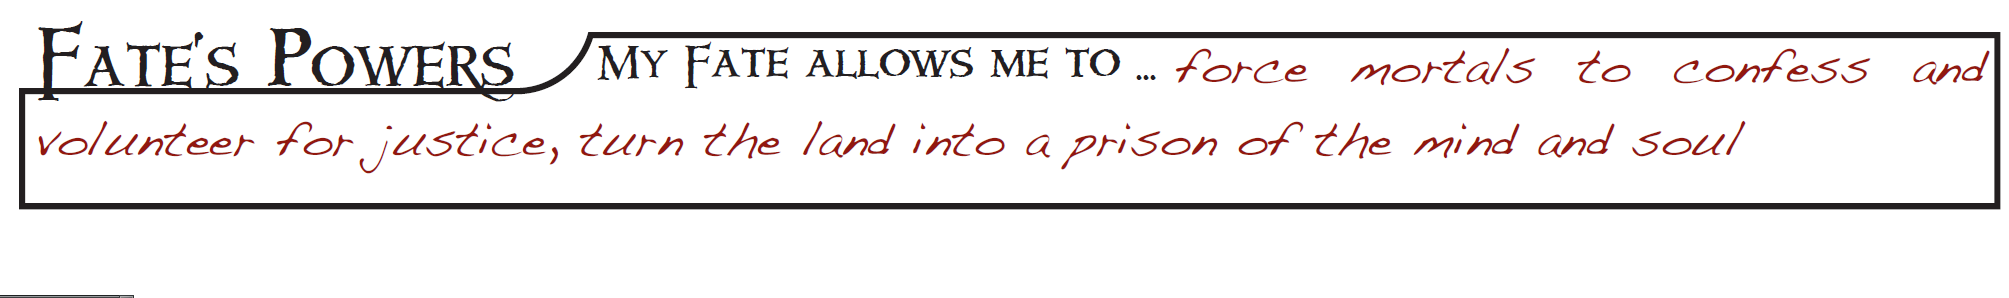 Fate's Powers My Fate allows me to ... force mortals to confess and
volunteer for justice, turn the land into a prison of the mind and soul